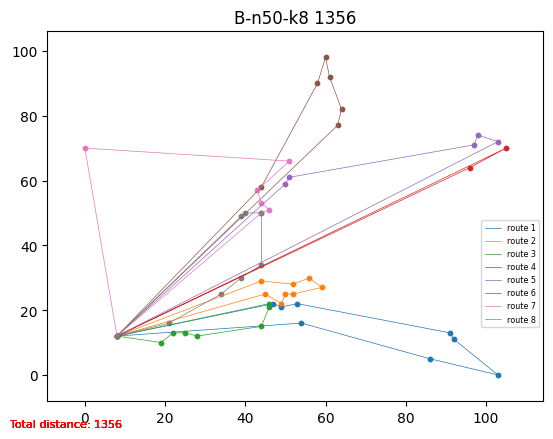 B-n50-k8 1356
100
80
60
40
20
0
0 20 40 60 80 100
route 1
route 2
route 3
route 4
route 5
route 6
route 7
route 8
Total distance: 1356